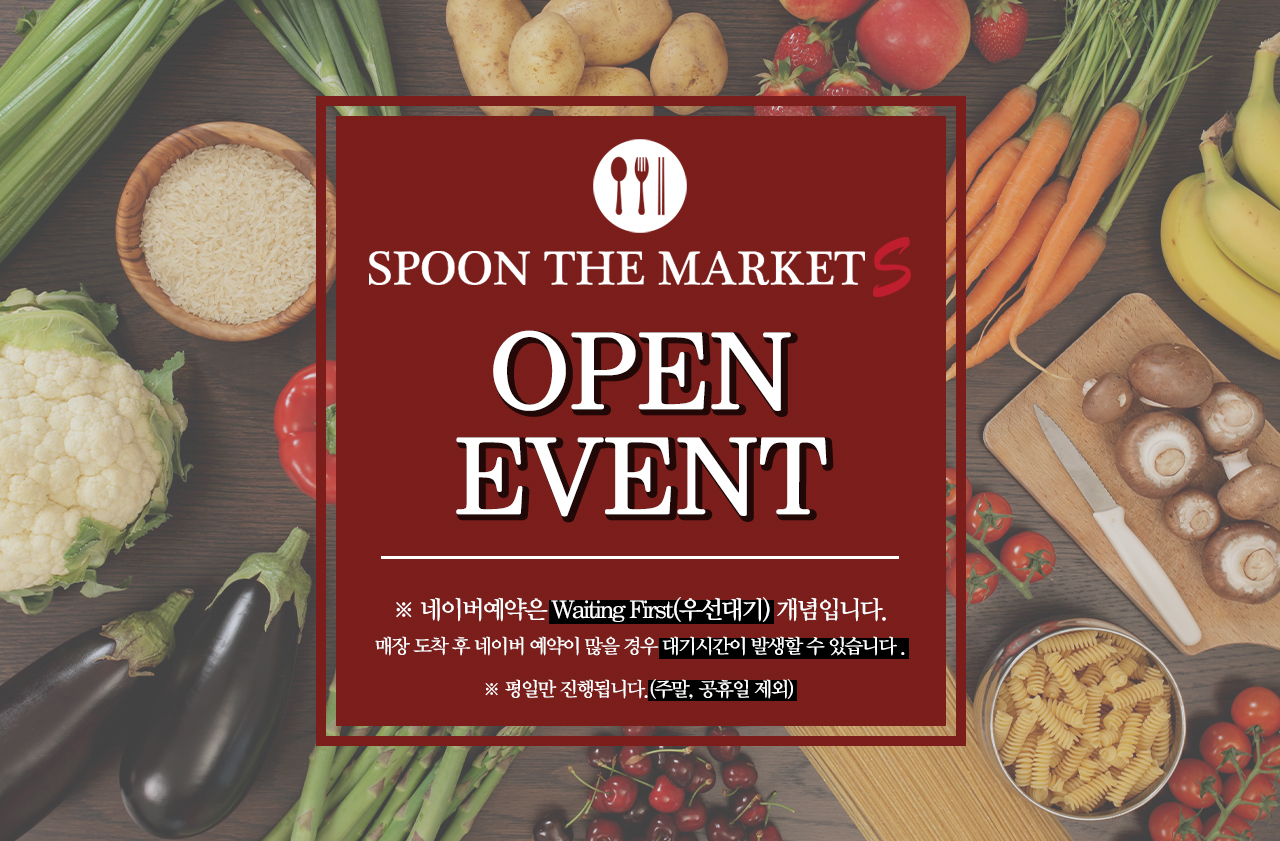 SPOON THE MARKET S
OPEN
EVENT
※ 네이버예약은 Waiting First(우선대기) 개념입니다.
매장 도착 후 네이버 예약이 많을 경우 대기시간이 발생할 수 있습니다 .
※ 평일만 진행됩니다.(주말, 공휴일 제외)